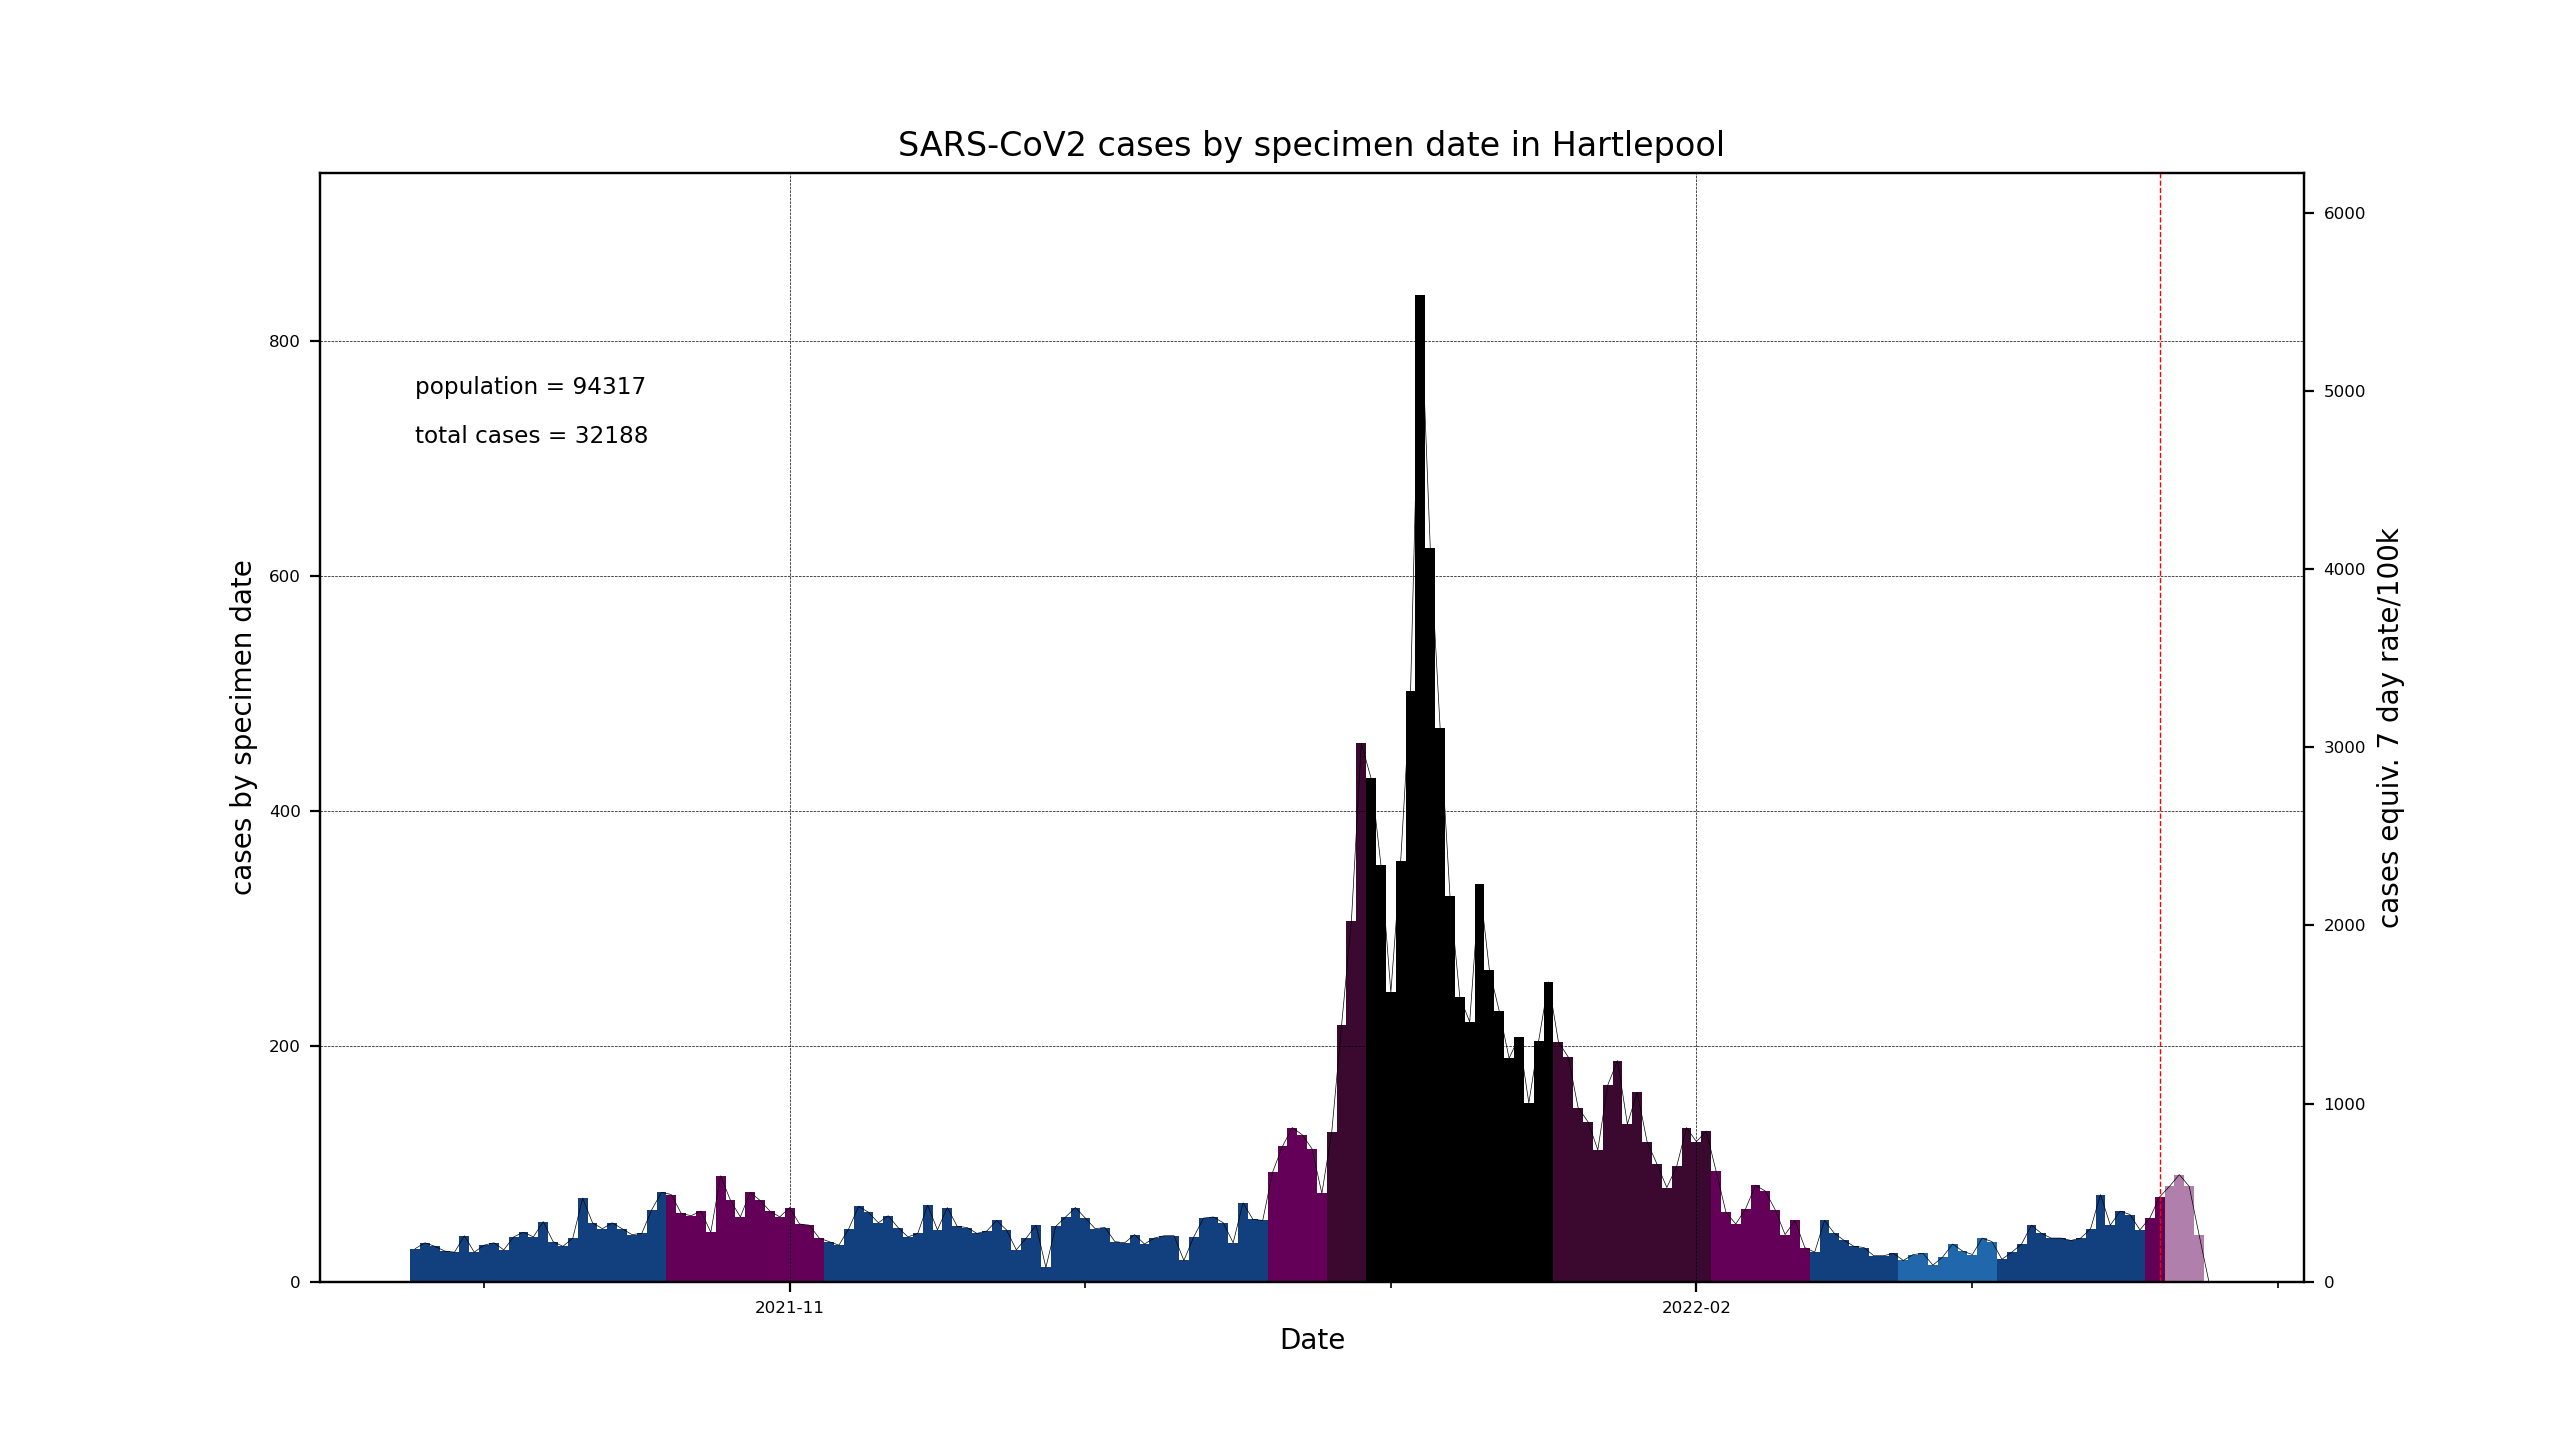 SARS-CoV2 cases by specimen date in Hartlepool
population = 94317
total cases = 32188
cases by specimen date
800
600
400
200
0
6000
5000
4000
3000
2000
1000
0
cases equiv. 7 day rate/100k
2021-11
2022-02
Date